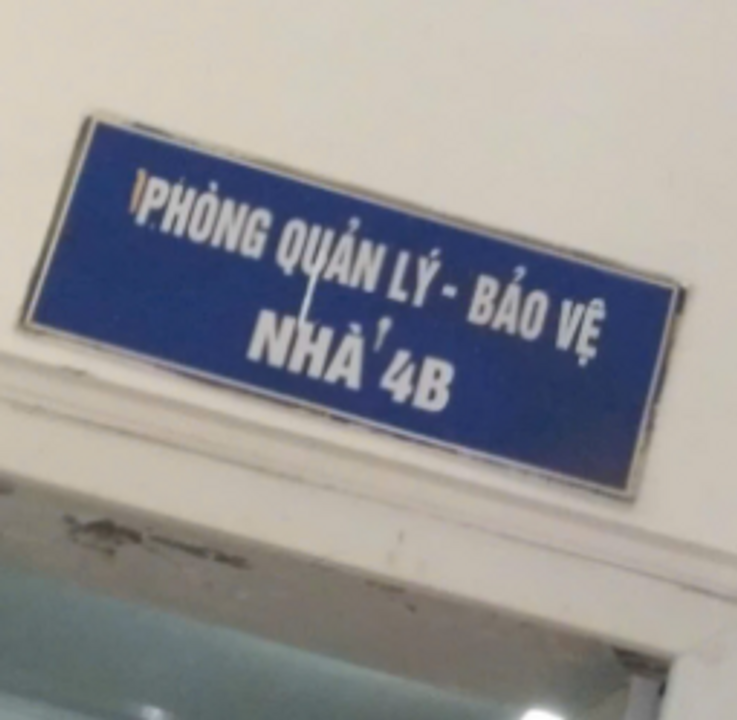 PHÒNG QUẢN LÝ - BẢO VỆ
NHÀ 4B